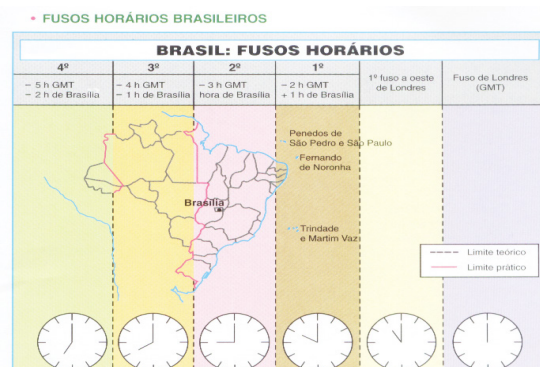 • FUSOS HORÁRIOS BRASILEIROS
BRASIL: FUSOS HORÁRIOS
4º
– 5 h GMT
– 2 h de Brasília
3º
– 4 h GMT
– 1 h de Brasília
2º
– 3 h GMT
hora de Brasília
1º
– 2 h GMT
+ 1 h de Brasília
1º fuso a oeste
de Londres
Fuso de Londres
(GMT)
Penedos de
São Pedro e São Paulo
Fernando
de Noronha
Brasília
Trindade
e Martim Vaz
Limite teórico
Limite prático